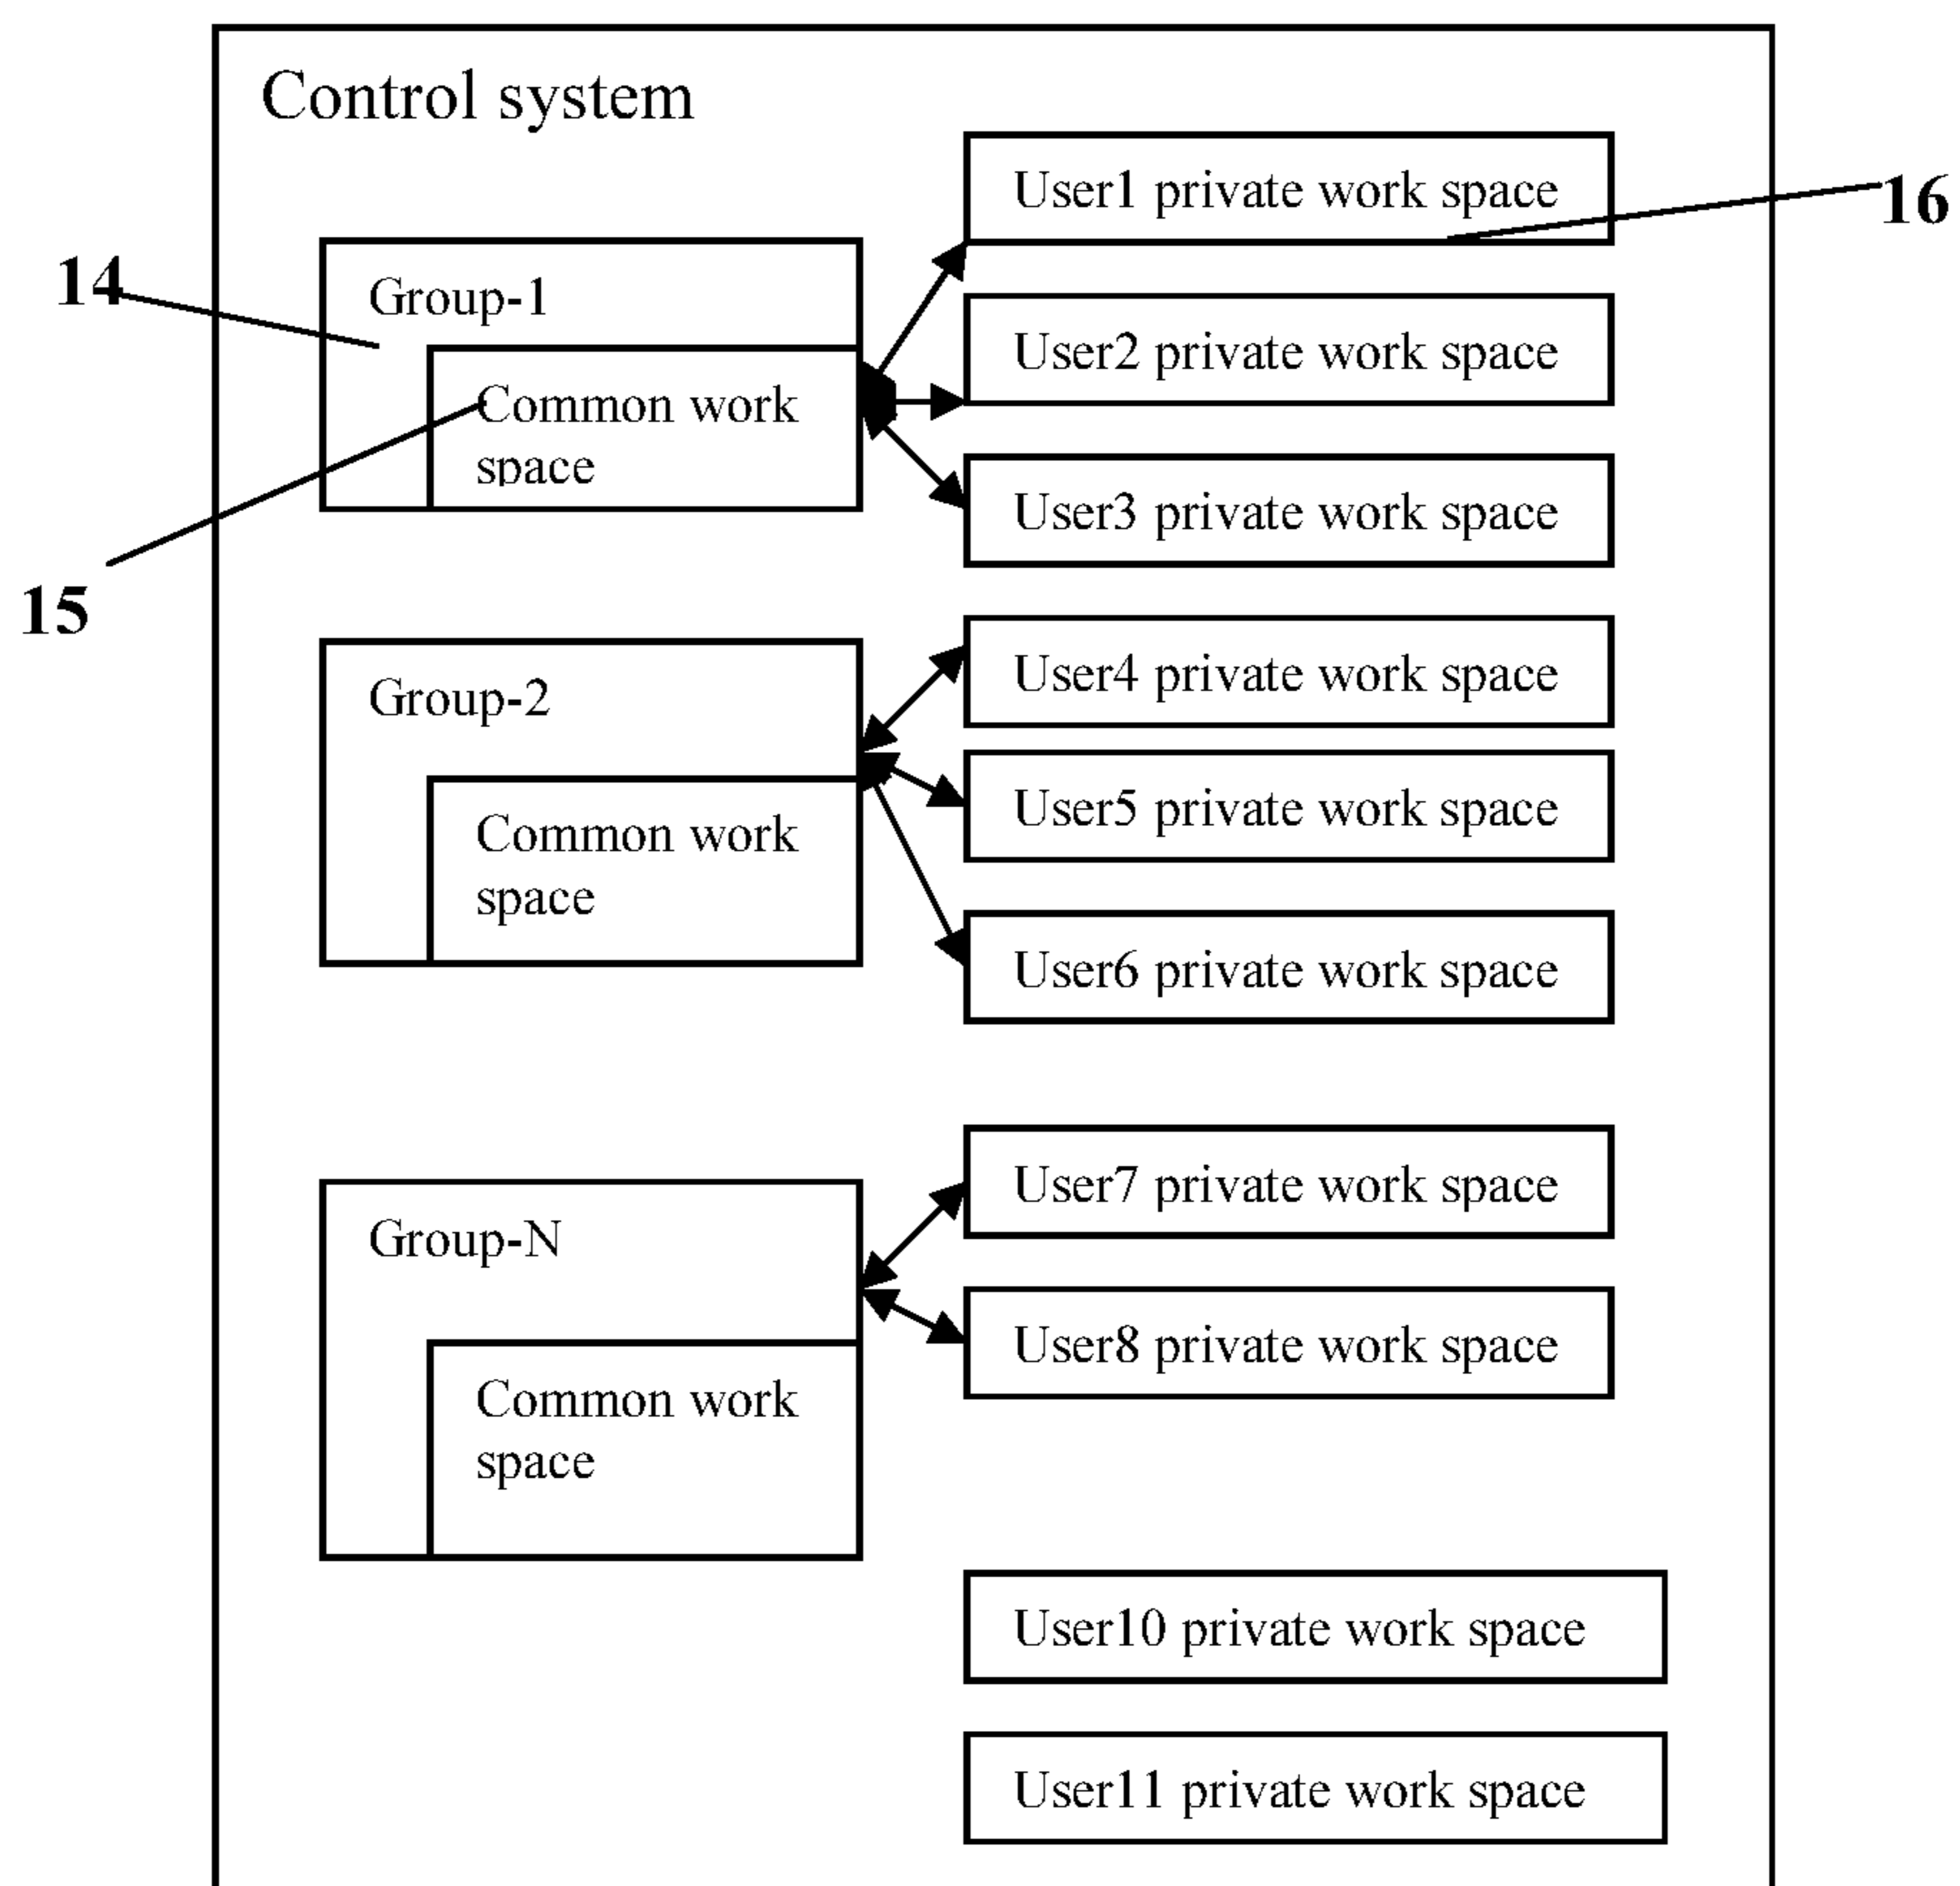 Control system
User1 private work space
16
14
Group-1
User2 private work space
Common work
space
User3 private work space
15
User4 private work space
Group-2
User5 private work space
Common work
space
User6 private work space
User7 private work space
Group-N
User8 private work space
Common work
space
User10 private work space
User11 private work space